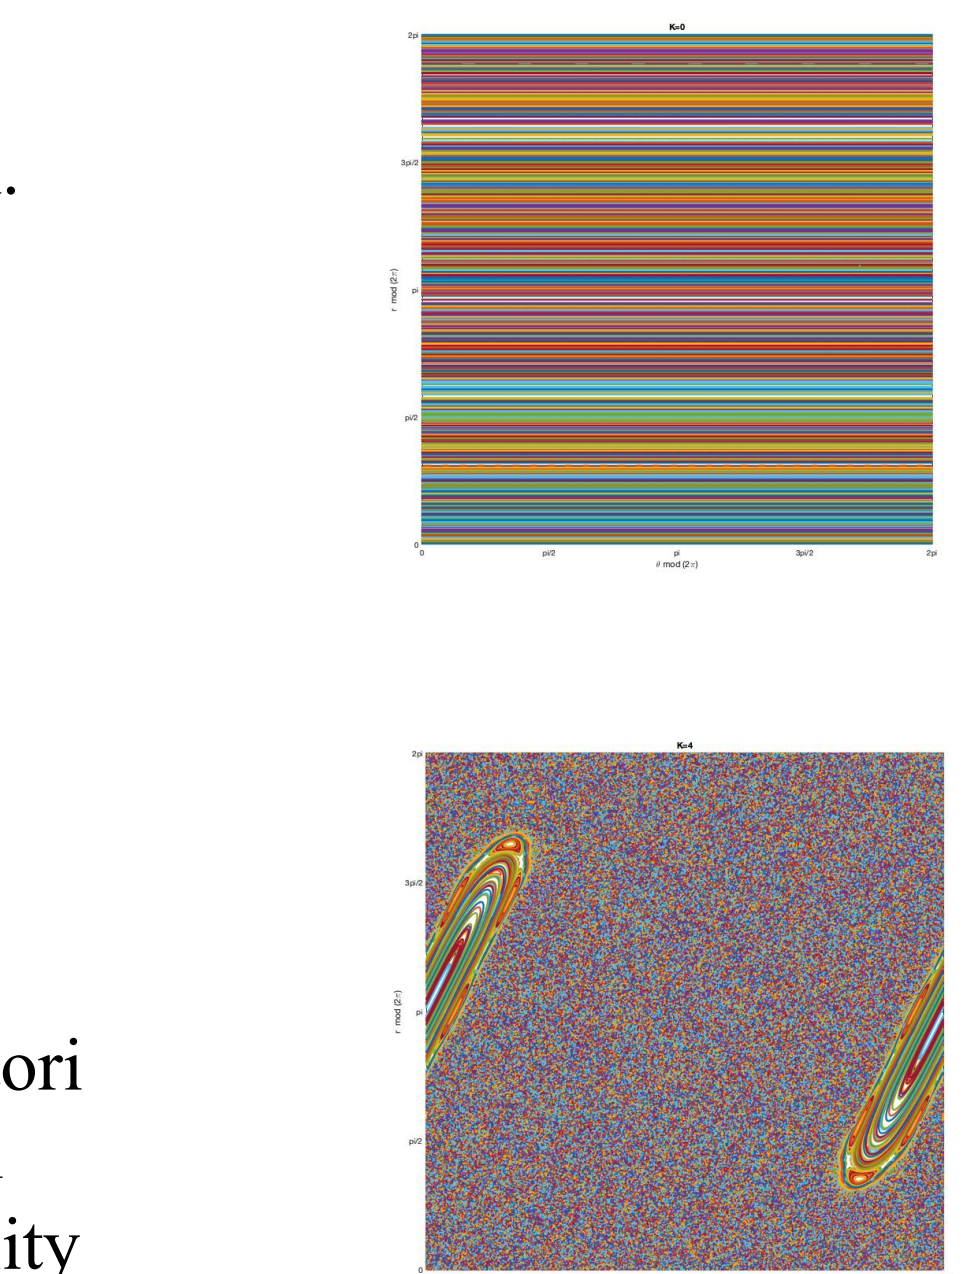 K=0
2pi
3pi/2
r mod (2π)
pi
pi/2
0
0 pi/2 pi 3pi/2 2pi
θ mod (2π)
K=4
2pi
3pi/2
r mod (2π)
pi
ori
pi/2
ity
0